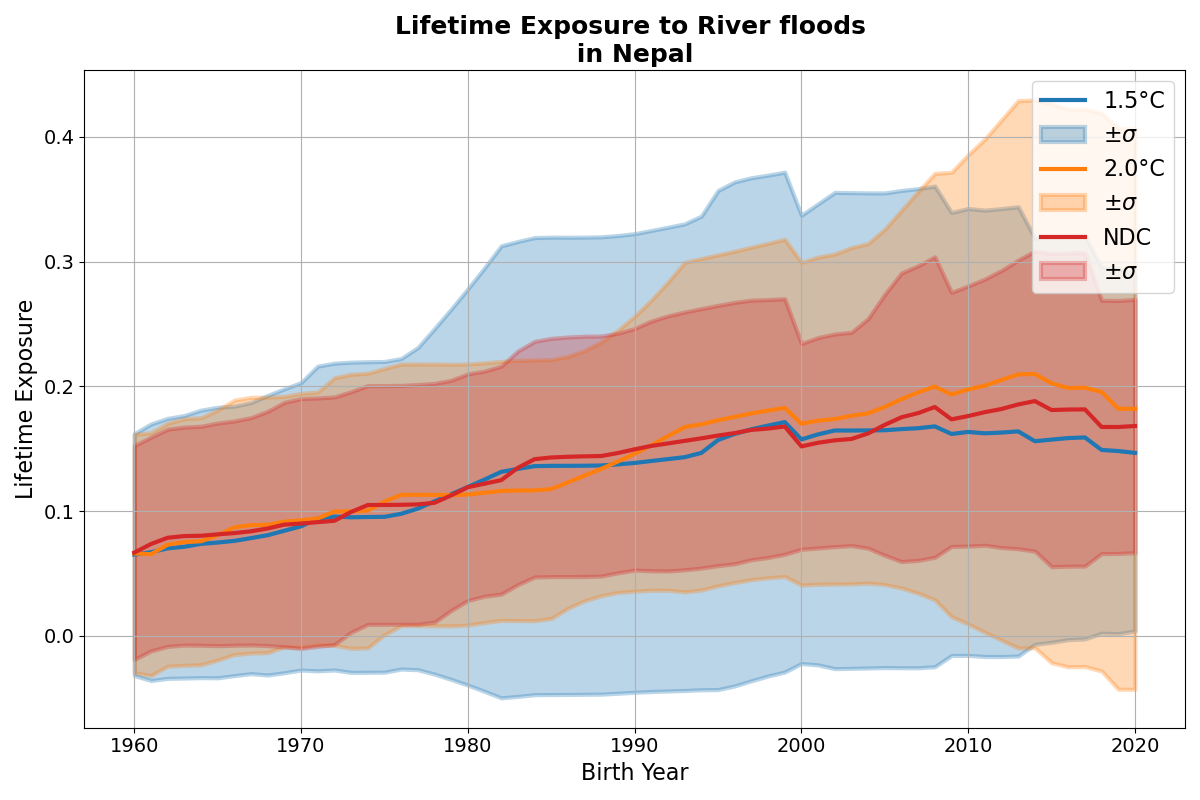 Lifetime Exposure to River floods
in Nepal
Lifetime Exposure
0.4
0.3
0.2
0.1
0.0
1960
1970
1980
1990
2000
2010
2020
Birth Year
1.5°C
±σ
2.0°C
±σ
NDC
±σ